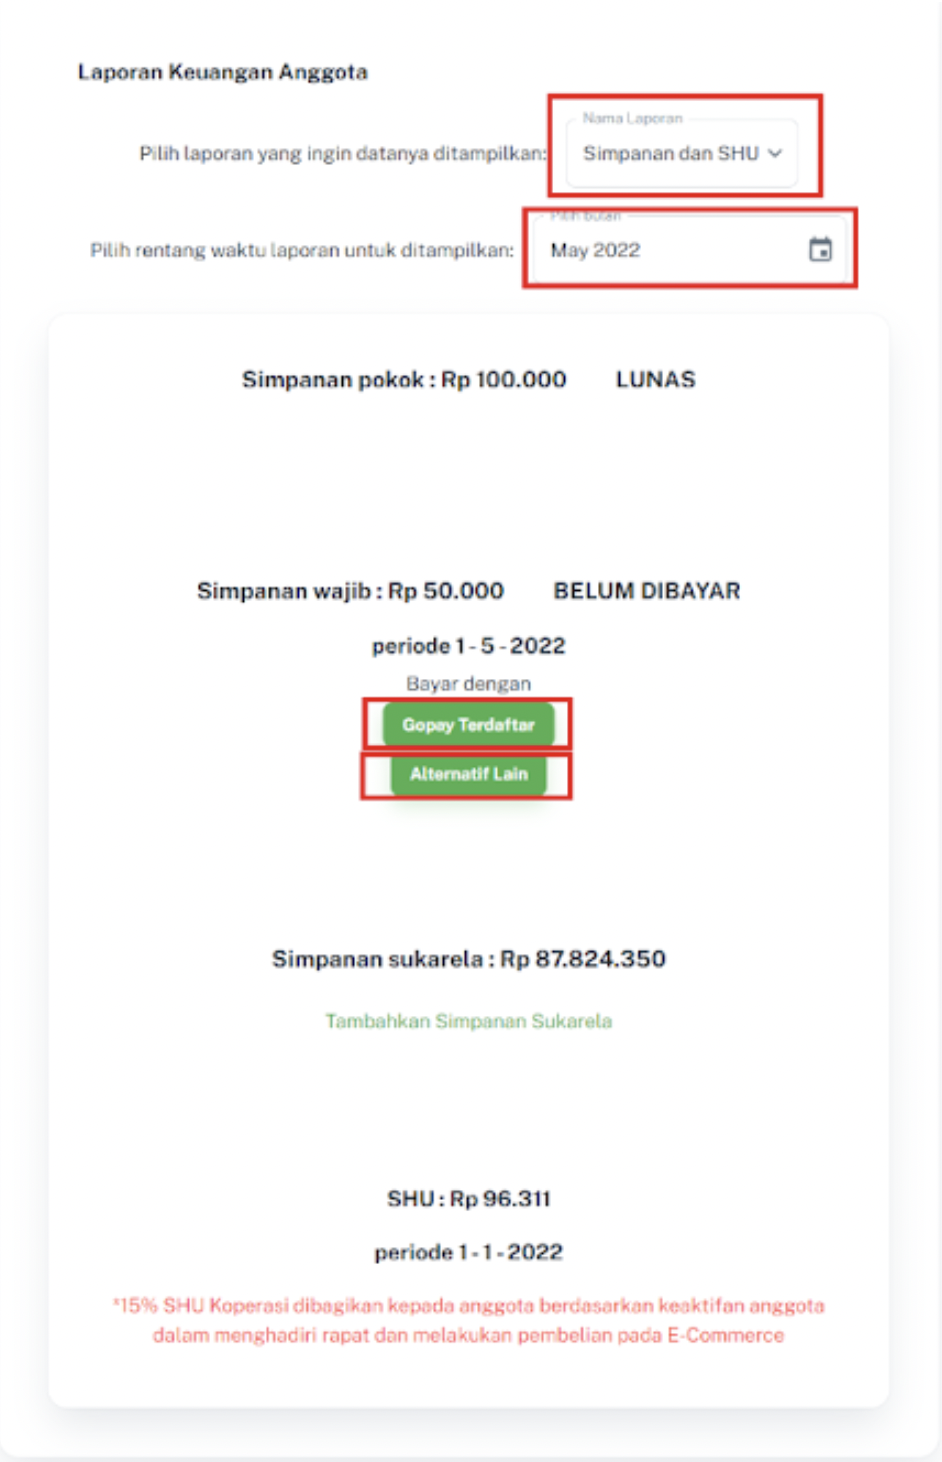 Laporan Keuangan Anggota
Nama Laporan
Pilih laporan yang ingin datanya ditampilkan:
Simpanan dan SHU
Pilih bulan
Pilih rentang waktu laporan untuk ditampilkan:
May 2022
Simpanan pokok : Rp 100.000 LUNAS
Simpanan wajib : Rp 50.000 BELUM DIBAYAR
periode 1 - 5 - 2022
Bayar dengan
Gopay Terdaftar
Alternatif Lain
Simpanan sukarela : Rp 87.824.350
Tambahkan Simpanan Sukarela
SHU : Rp 96.311
periode 1 - 1 - 2022
*15% SHU Koperasi dibagikan kepada anggota berdasarkan keaktifan anggota
dalam menghadiri rapat dan melakukan pembelian pada E-Commerce